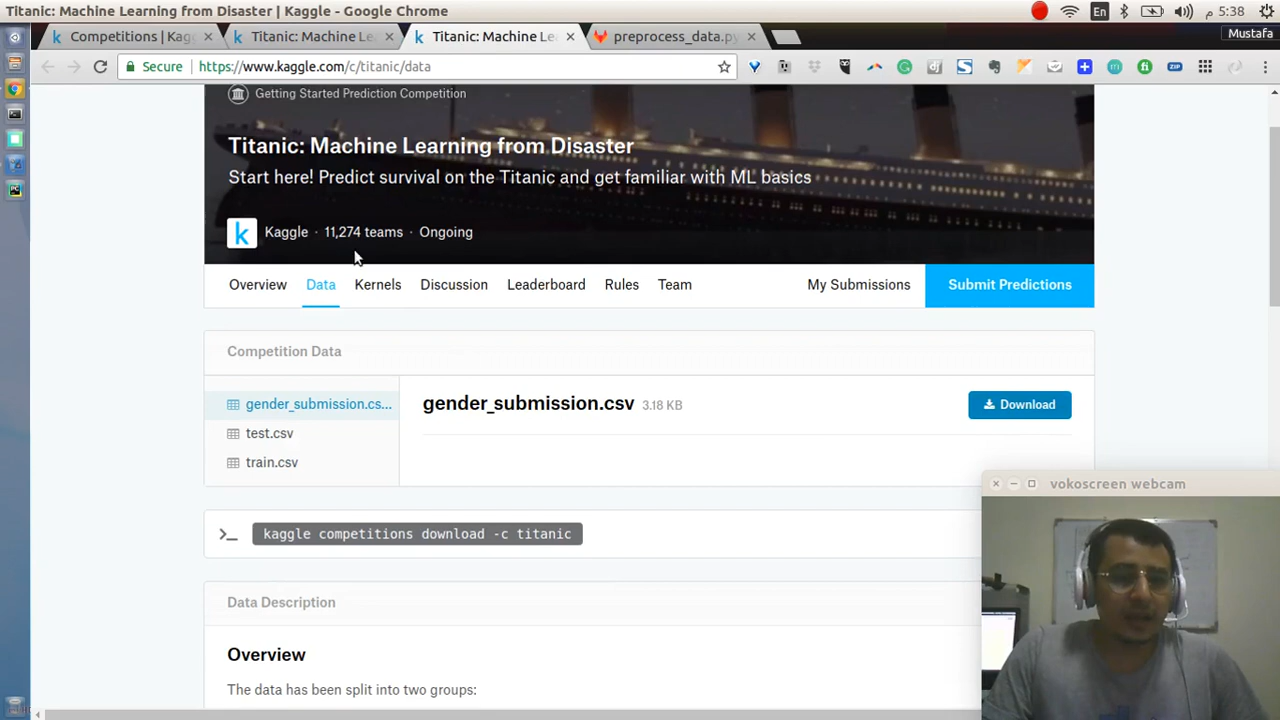 Titanic: Machine Learning from Disaster | Kaggle - Google Chrome
En
5:38 م
Mustafa
Competitions | Kagg
Titanic: Machine Le
Titanic: Machine Le
preprocess_data.py
Secure
https://www.kaggle.com/c/titanic/data
Getting Started Prediction Competition
Titanic: Machine Learning from Disaster
Start here! Predict survival on the Titanic and get familiar with ML basics
k Kaggle · 11,274 teams · Ongoing
Overview Data Kernels Discussion Leaderboard Rules Team My Submissions Submit Predictions
Competition Data
gender_submission.cs...
test.csv
train.csv
gender_submission.csv 3.18 KB
Download
>_ kaggle competitions download -c titanic
vokoscreen webcam
Data Description
Overview
The data has been split into two groups: